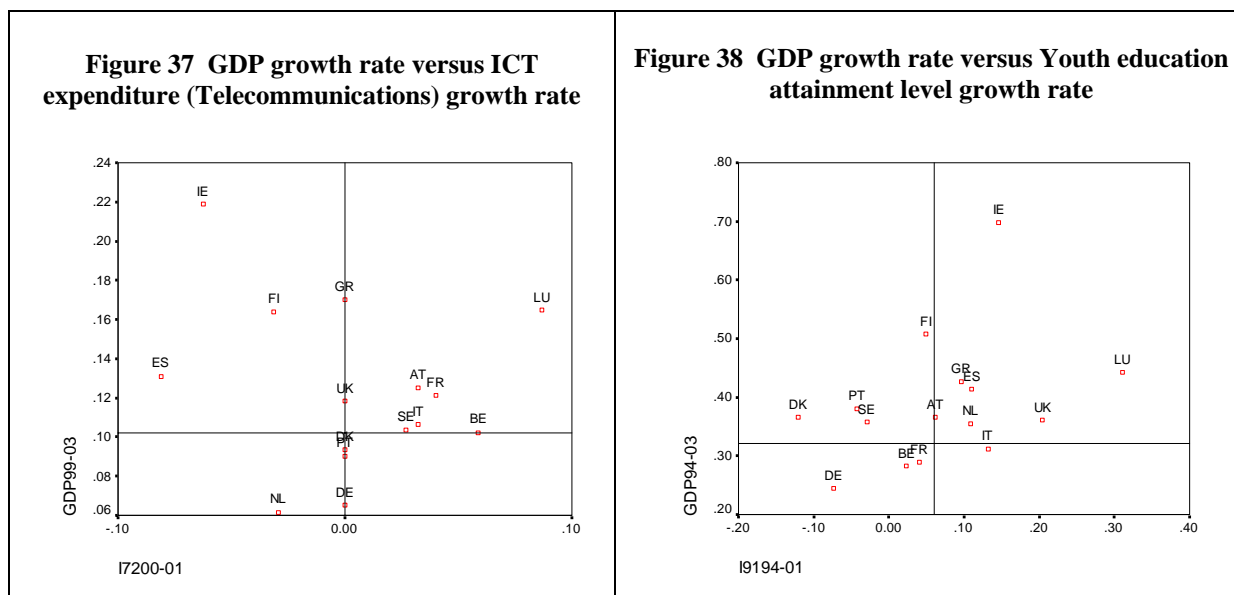 Figure 37  GDP growth rate versus ICT
expenditure (Telecommunications) growth rate
.24
.22
.20
.18
.16
.14
.12
.10
.08
.06
GDP99-03
IE
GR
FI
LU
ES
AT
FR
UK
IT
SE
BE
DK
PT
DE
NL
-.10
0.00
.10
I7200-01
Figure 38  GDP growth rate versus Youth education
attainment level growth rate
.80
.70
.60
.50
.40
.30
.20
GDP94-03
IE
FI
LU
GR
ES
PT
DK
AT
SE
NL
UK
IT
FR
BE
DE
-.20
-.10
0.00
.10
.20
.30
.40
I9194-01